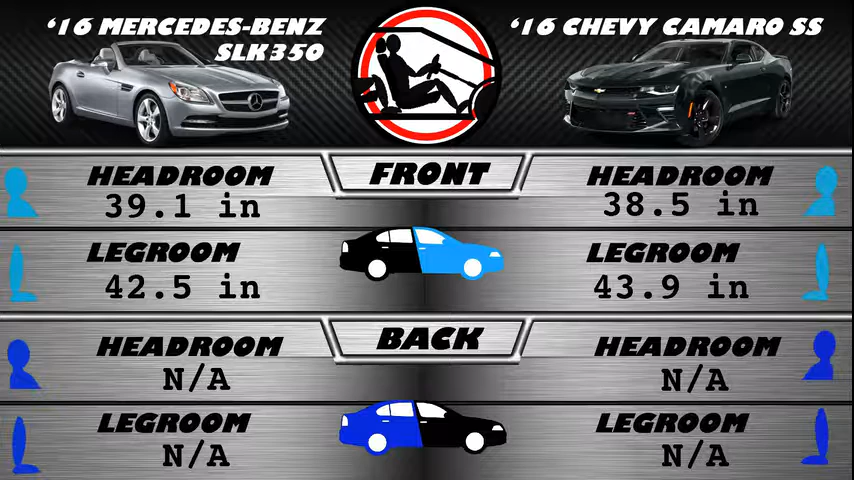 ‘16 MERCEDES-BENZ
SLK350
‘16 CHEVY CAMARO SS
FRONT
HEADROOM
39.1 in
HEADROOM
38.5 in
LEGROOM
42.5 in
LEGROOM
43.9 in
BACK
HEADROOM
N/A
HEADROOM
N/A
LEGROOM
N/A
LEGROOM
N/A